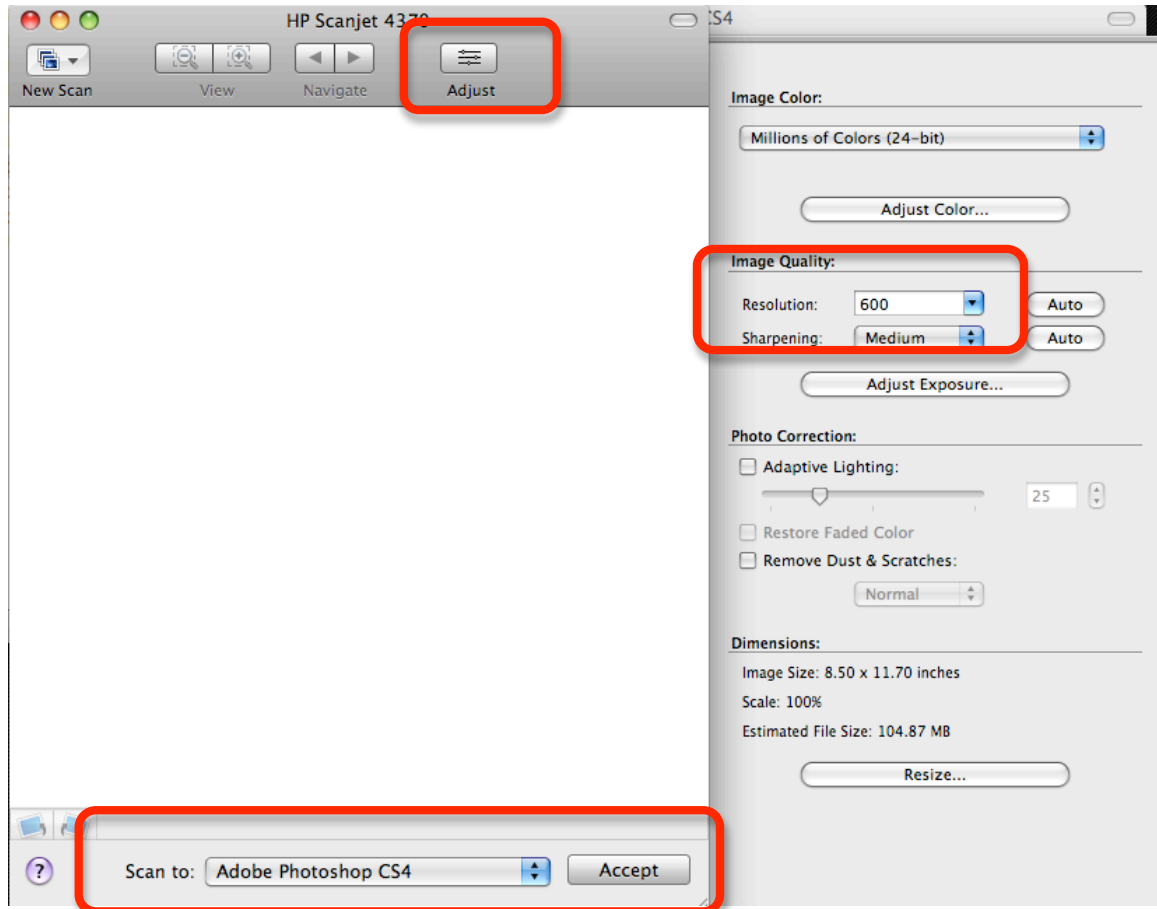 HP Scanjet 4370
CS4
New Scan
View
Navigate
Adjust
Image Color:
Millions of Colors (24-bit)
Adjust Color...
Image Quality:
Resolution: 600 Auto
Sharpening: Medium Auto
Adjust Exposure...
Photo Correction:
Adaptive Lighting:
25
Restore Faded Color
Remove Dust & Scratches:
Normal
Dimensions:
Image Size: 8.50 x 11.70 inches
Scale: 100%
Estimated File Size: 104.87 MB
Resize...
? Scan to: Adobe Photoshop CS4 Accept